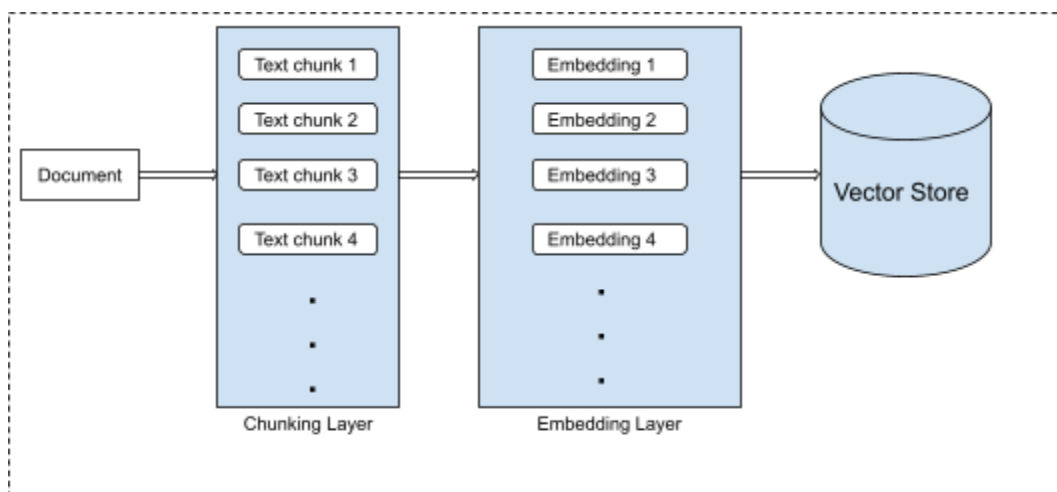 Document
Text chunk 1
Text chunk 2
Text chunk 3
Text chunk 4
Chunking Layer
Embedding 1
Embedding 2
Embedding 3
Embedding 4
Embedding Layer
Vector Store